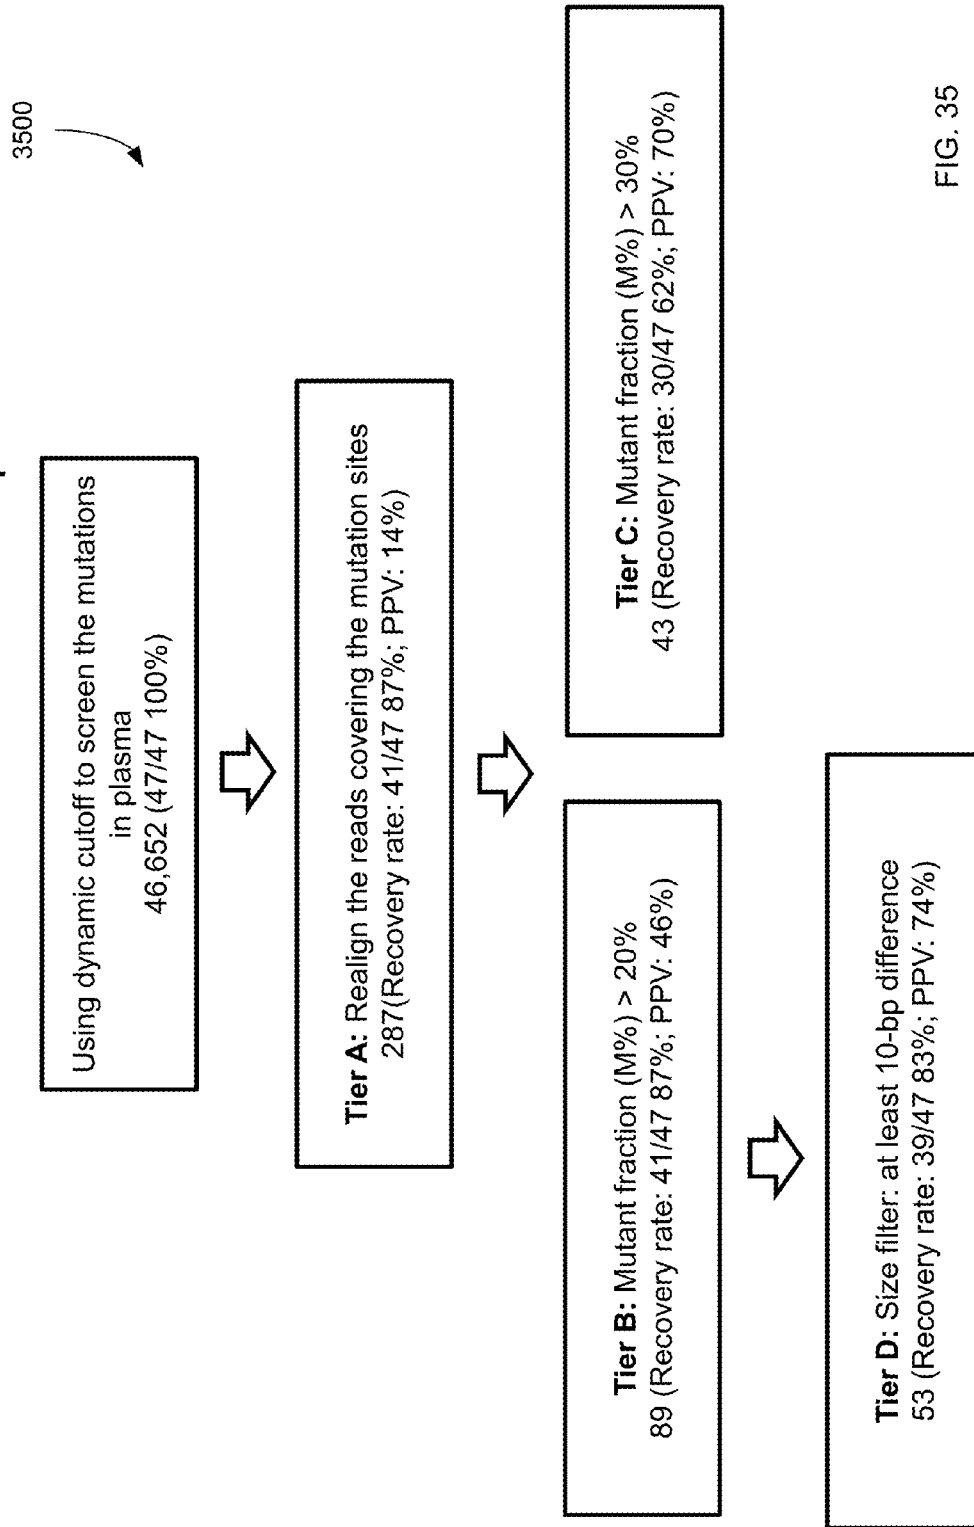 3500
Using dynamic cutoff to screen the mutations
in plasma
46,652 (47/47 100%)
Tier A: Realign the reads covering the mutation sites
287(Recovery rate: 41/47 87%; PPV: 14%)
Tier B: Mutant fraction (M%) > 20%
89 (Recovery rate: 41/47 87%; PPV: 46%)
Tier C: Mutant fraction (M%) > 30%
43 (Recovery rate: 30/47 62%; PPV: 70%)
Tier D: Size filter: at least 10-bp difference
53 (Recovery rate: 39/47 83%; PPV: 74%)
FIG. 35